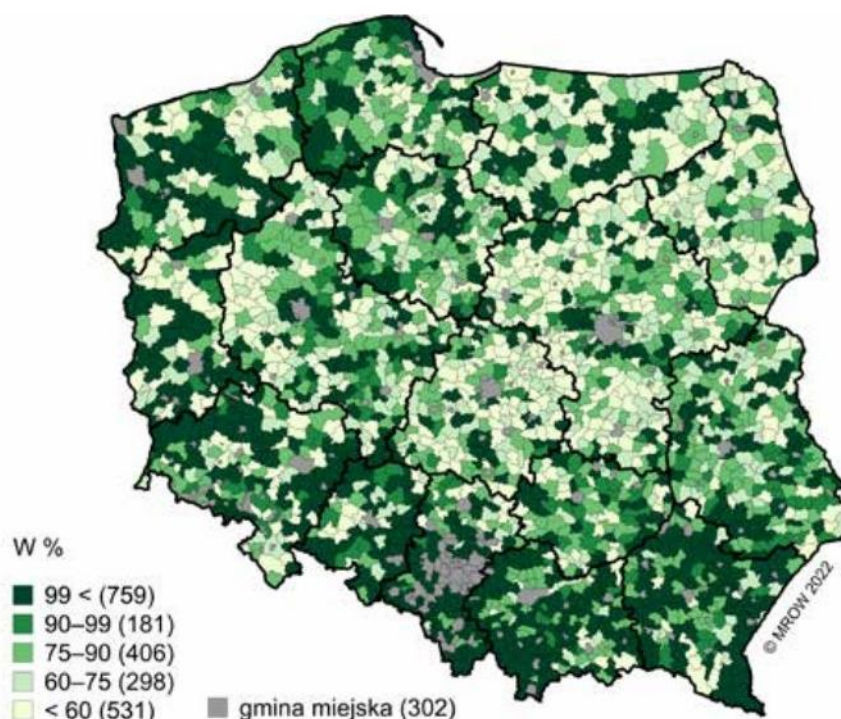 W %
99 < (759)
90–99 (181)
75–90 (406)
60–75 (298)
< 60 (531)
gmina miejska (302)
© MROW 2022